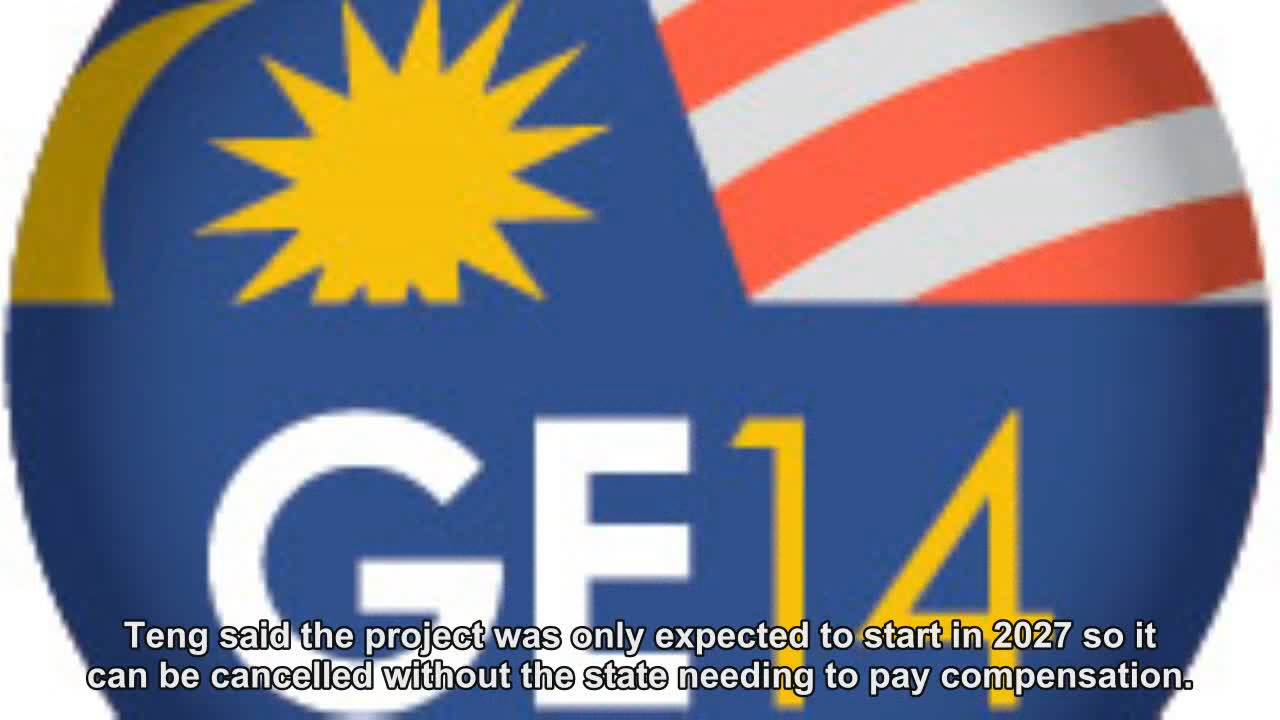 GE14
Teng said the project was only expected to start in 2027 so it
can be cancelled without the state needing to pay compensation.